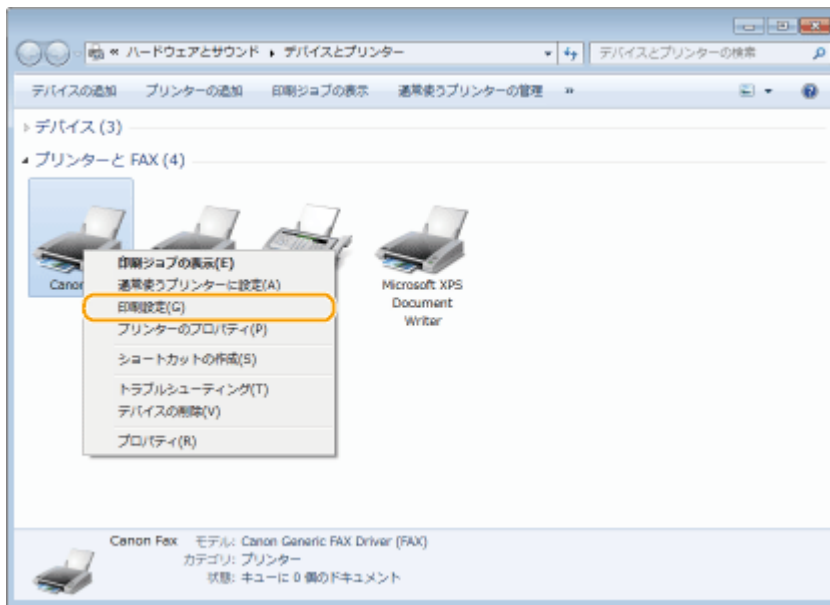 ハードウェアとサウンド ▸ デバイスとプリンター
デバイスとプリンターの検索
デバイスの追加 プリンターの追加 印刷ジョブの表示 通常使うプリンターの管理 »
デバイス (3)
プリンターと FAX (4)
Canon
印刷ジョブの表示(E)
通常使うプリンターに設定(A)
印刷設定(G)
プリンターのプロパティ(P)
ショートカットの作成(S)
トラブルシューティング(T)
デバイスの削除(V)
プロパティ(R)
Microsoft XPS
Document
Writer
Canon Fax モデル: Canon Generic FAX Driver (FAX)
カテゴリ: プリンター
状態: キューに 0 個のドキュメント